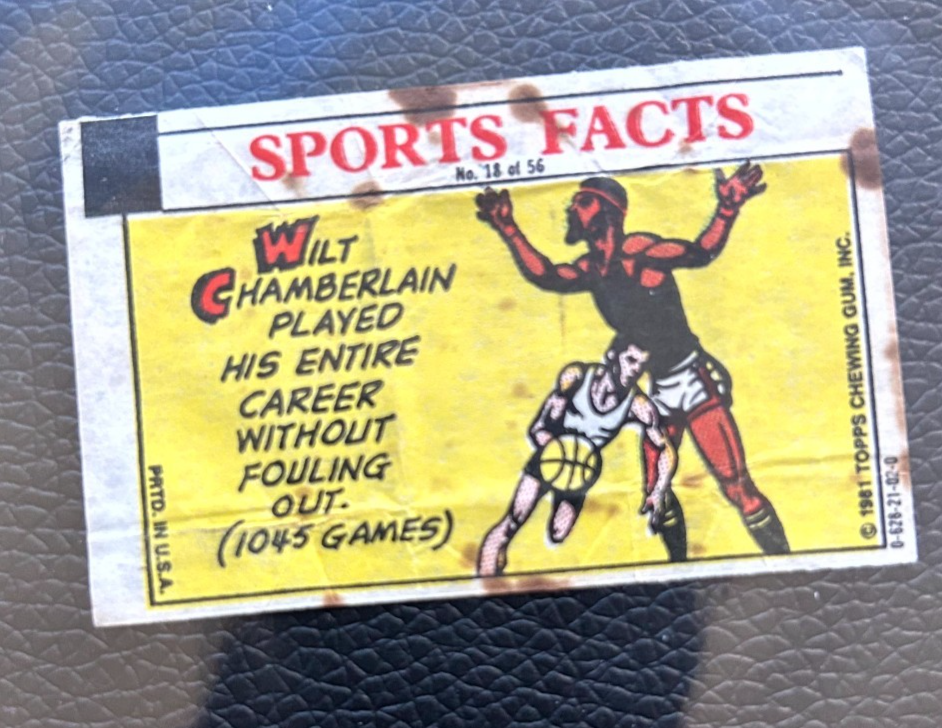 SPORTS FACTS
No. 18 of 56
WILT
CHAMBERLAIN
PLAYED
HIS ENTIRE
CAREER
WITHOUT
FOULING
OUT.
(1045 GAMES)
PRTD. IN U.S.A.
© 1981 TOPPS CHEWING GUM, INC.
0-628-21-02-0